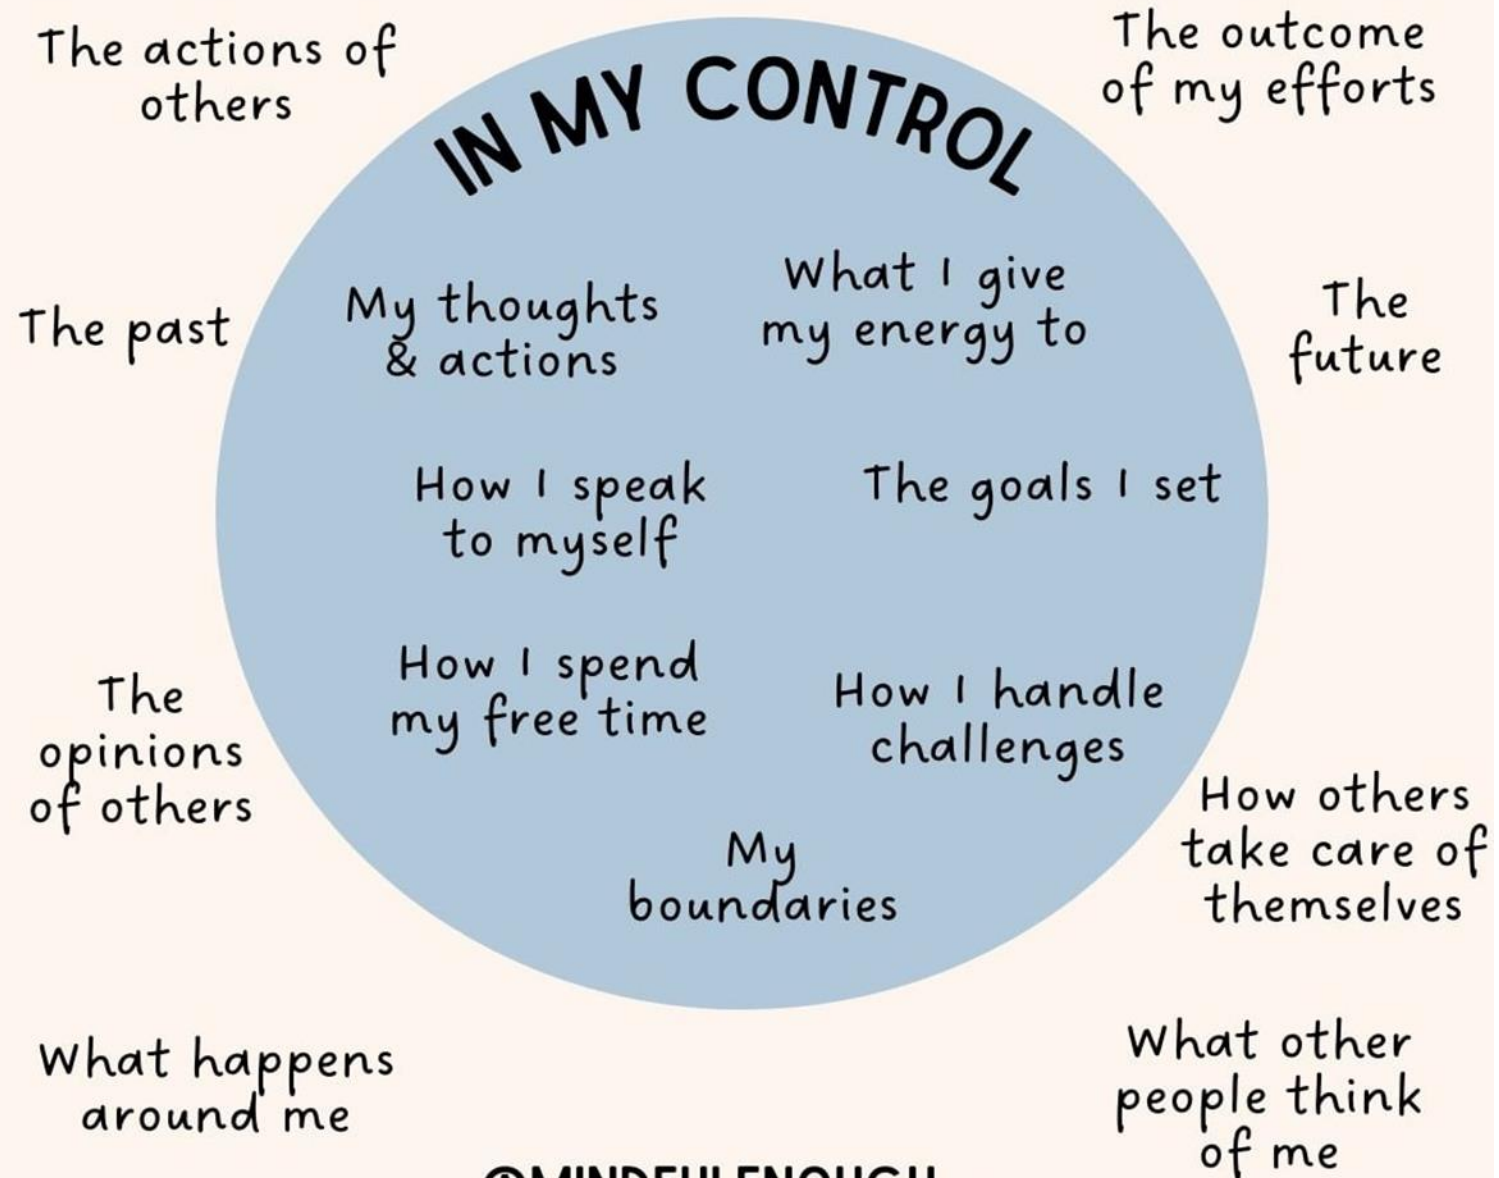 The actions of
others
The outcome
of my efforts
IN MY CONTROL
The past
My thoughts
& actions
What I give
my energy to
The
future
How I speak
to myself
The goals I set
How I spend
my free time
How I handle
challenges
The
opinions
of others
How others
take care of
themselves
My
boundaries
What happens
around me
What other
people think
of me
@MINDFULENOUGH